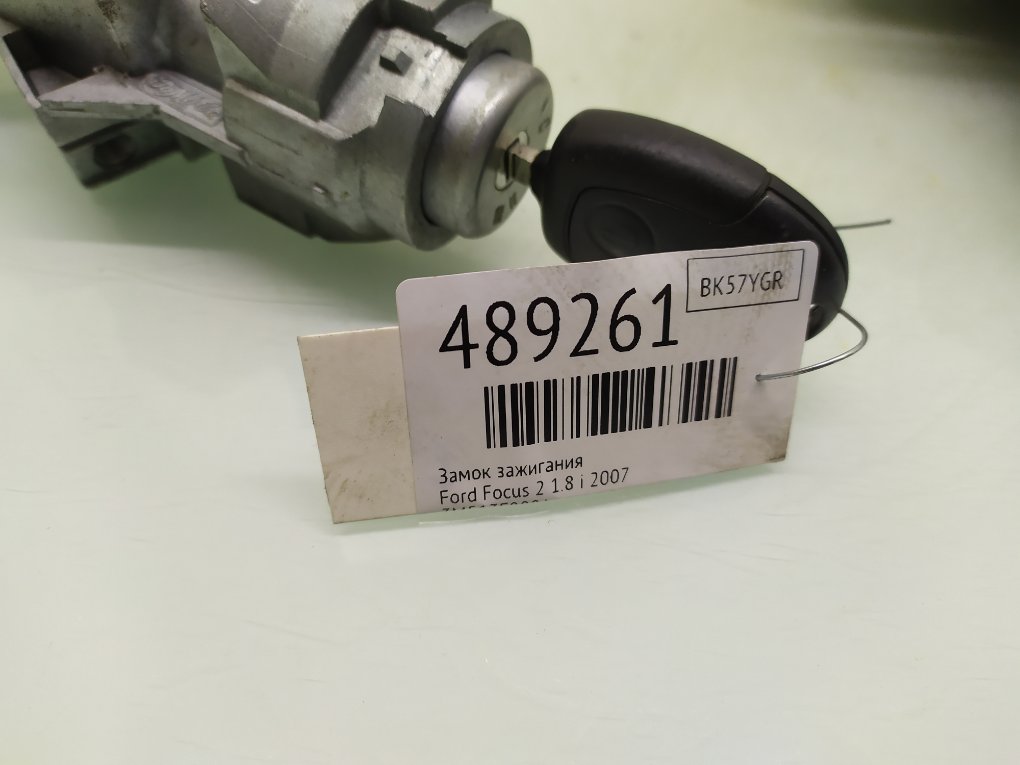 489261
BK57YGR
Замок зажигания
Ford Focus 2 1.8 i 2007